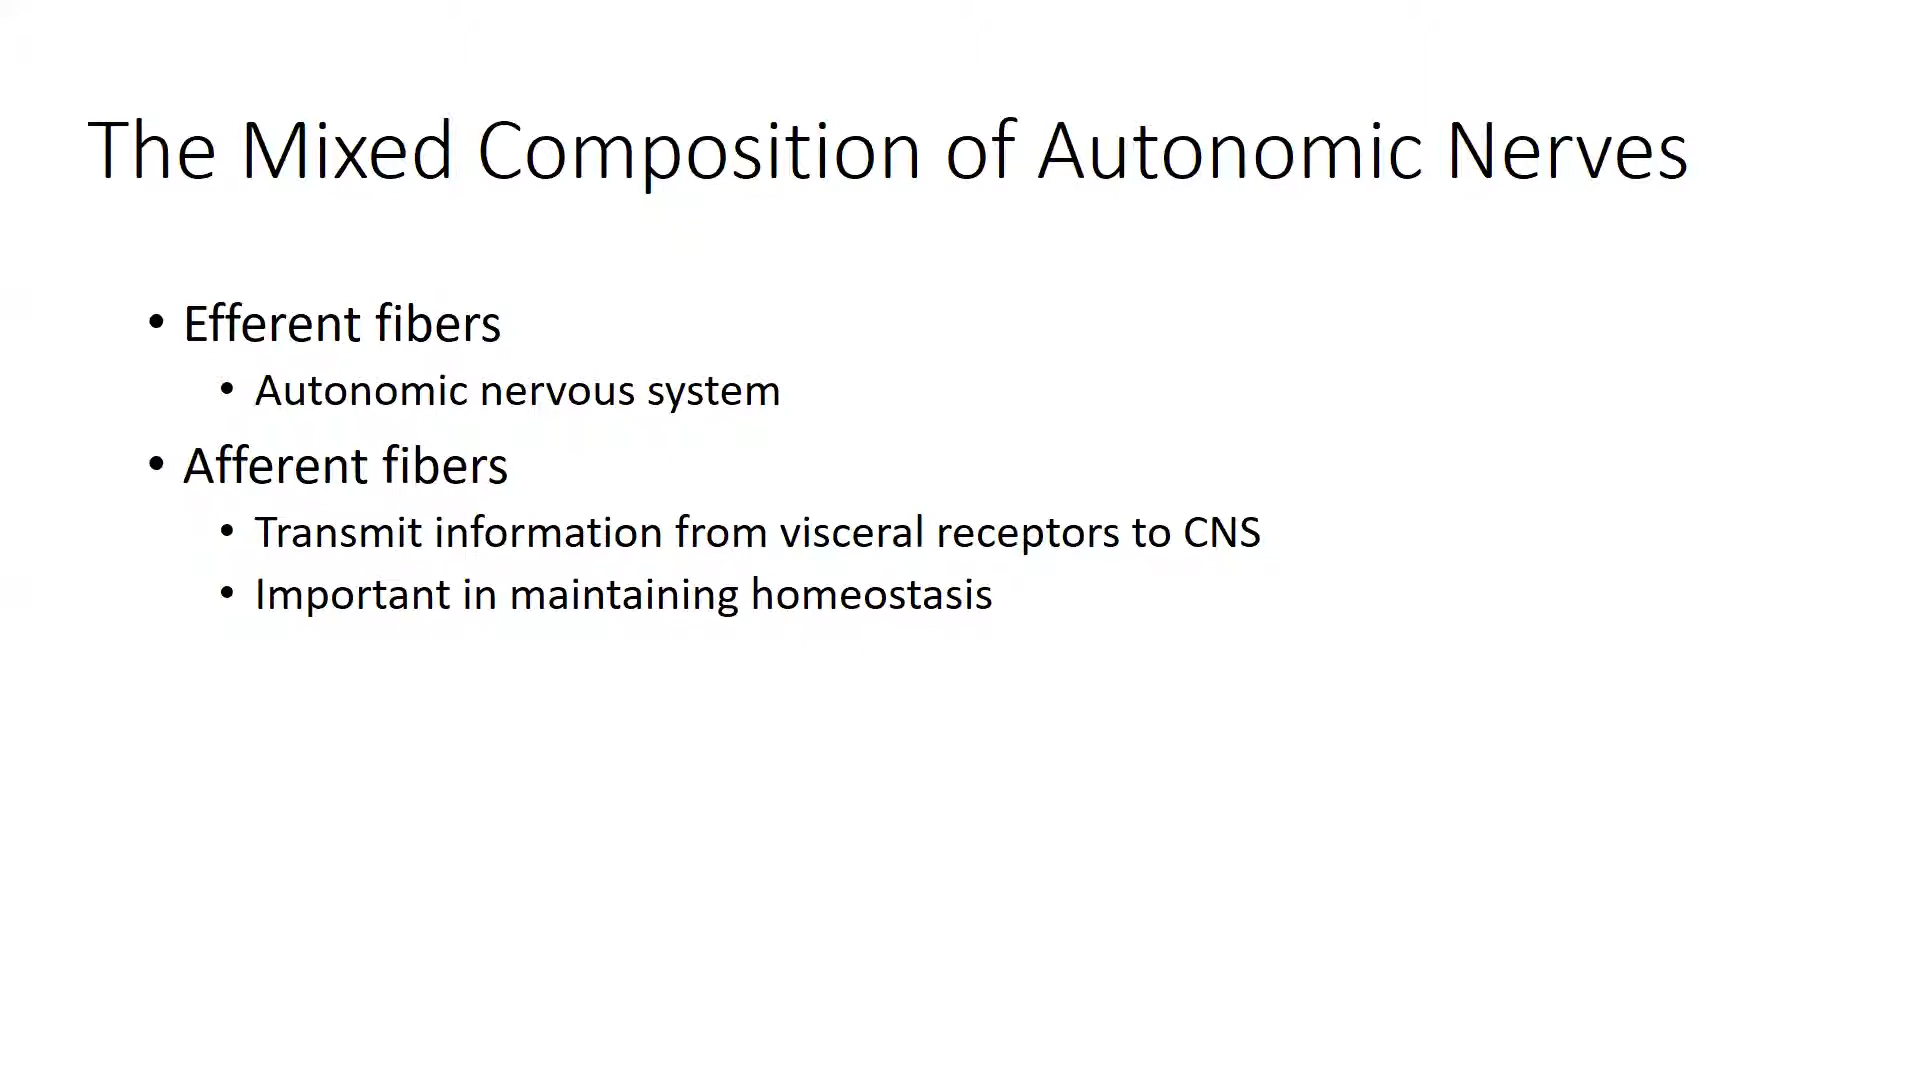 The Mixed Composition of Autonomic Nerves
• Efferent fibers
• Autonomic nervous system
• Afferent fibers
• Transmit information from visceral receptors to CNS
• Important in maintaining homeostasis